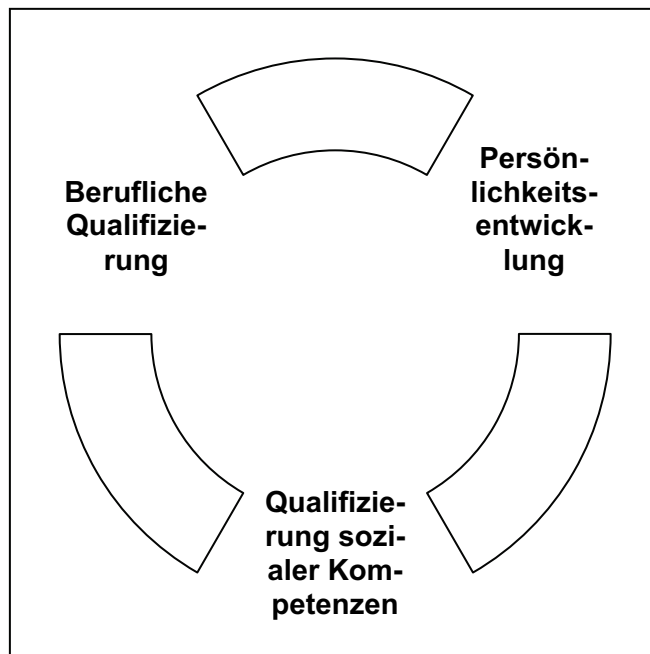 Berufliche
Qualifizie-
rung
Persön-
lichkeits-
entwick-
lung
Qualifizie-
rung sozi-
aler Kom-
petenzen